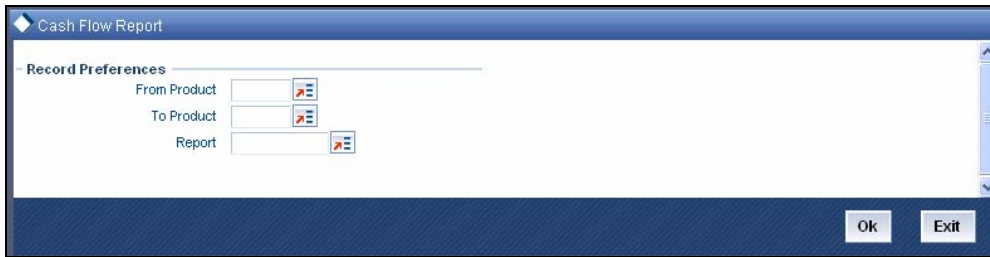 Cash Flow Report
Record Preferences
From Product
To Product
Report
Ok Exit